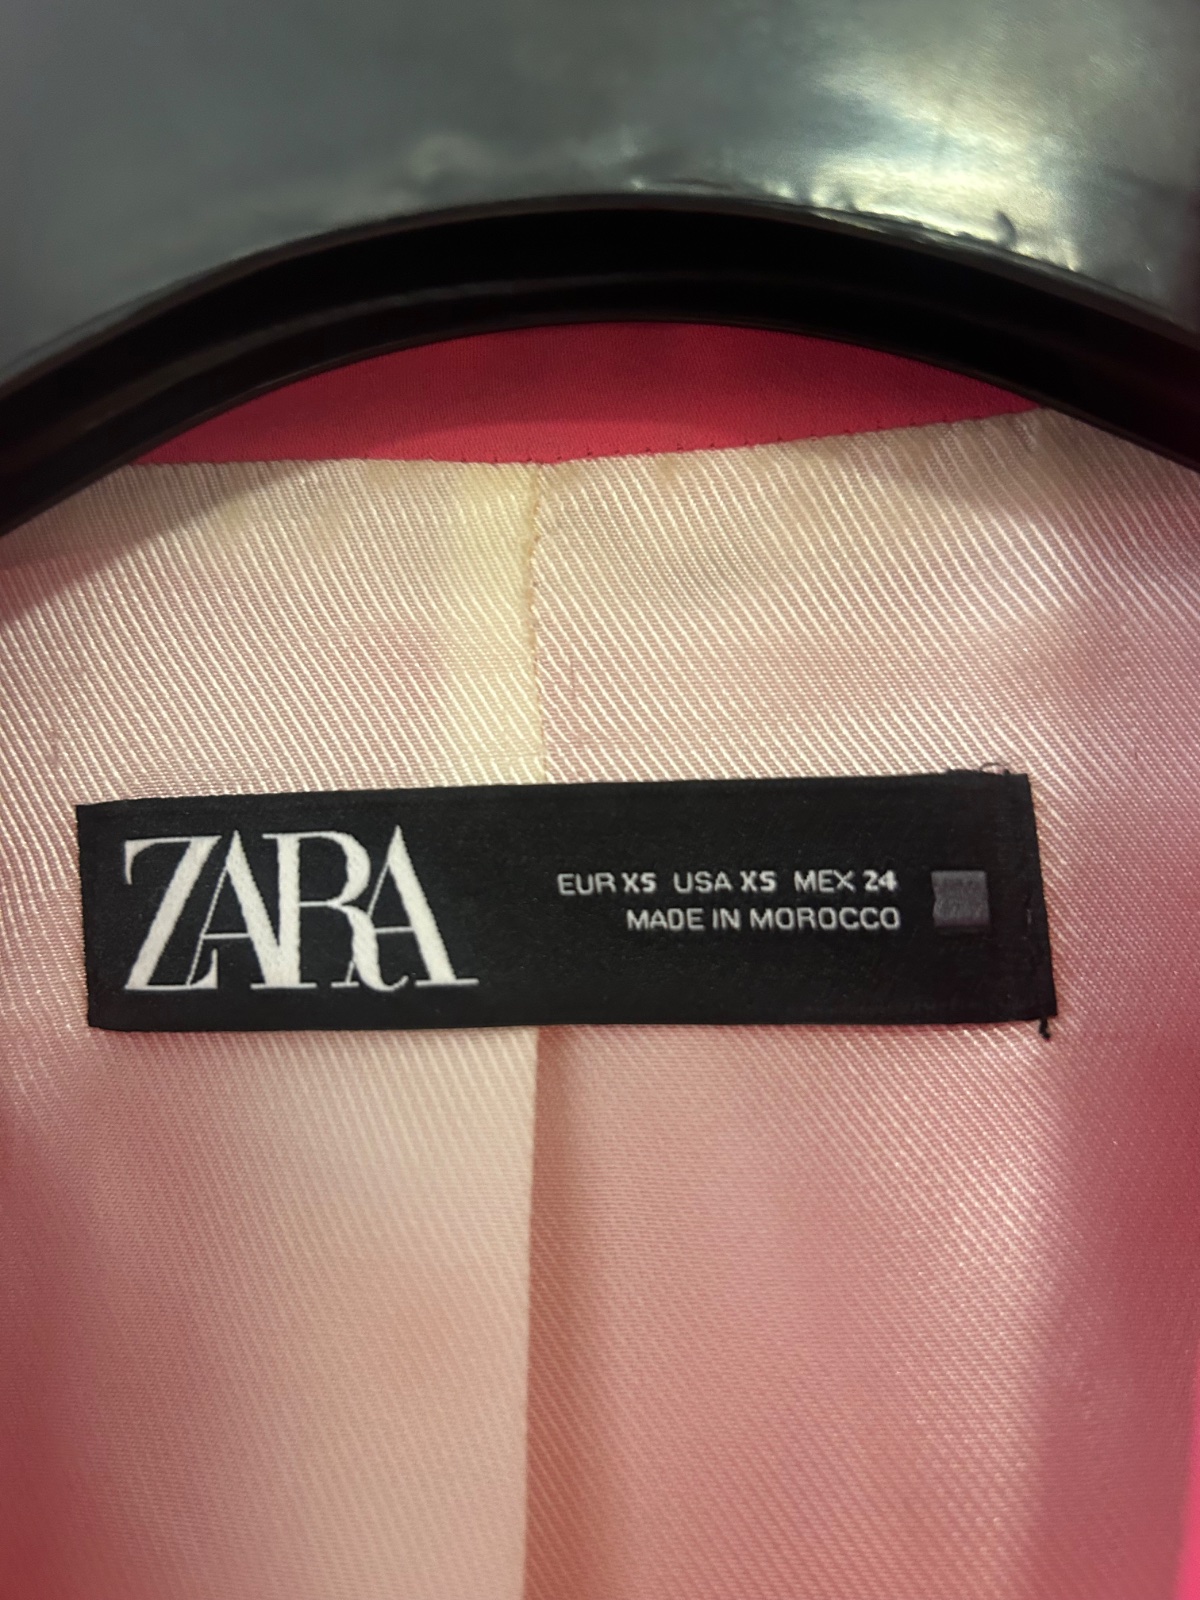 ZARA
EUR XS USA XS MEX 24
MADE IN MOROCCO